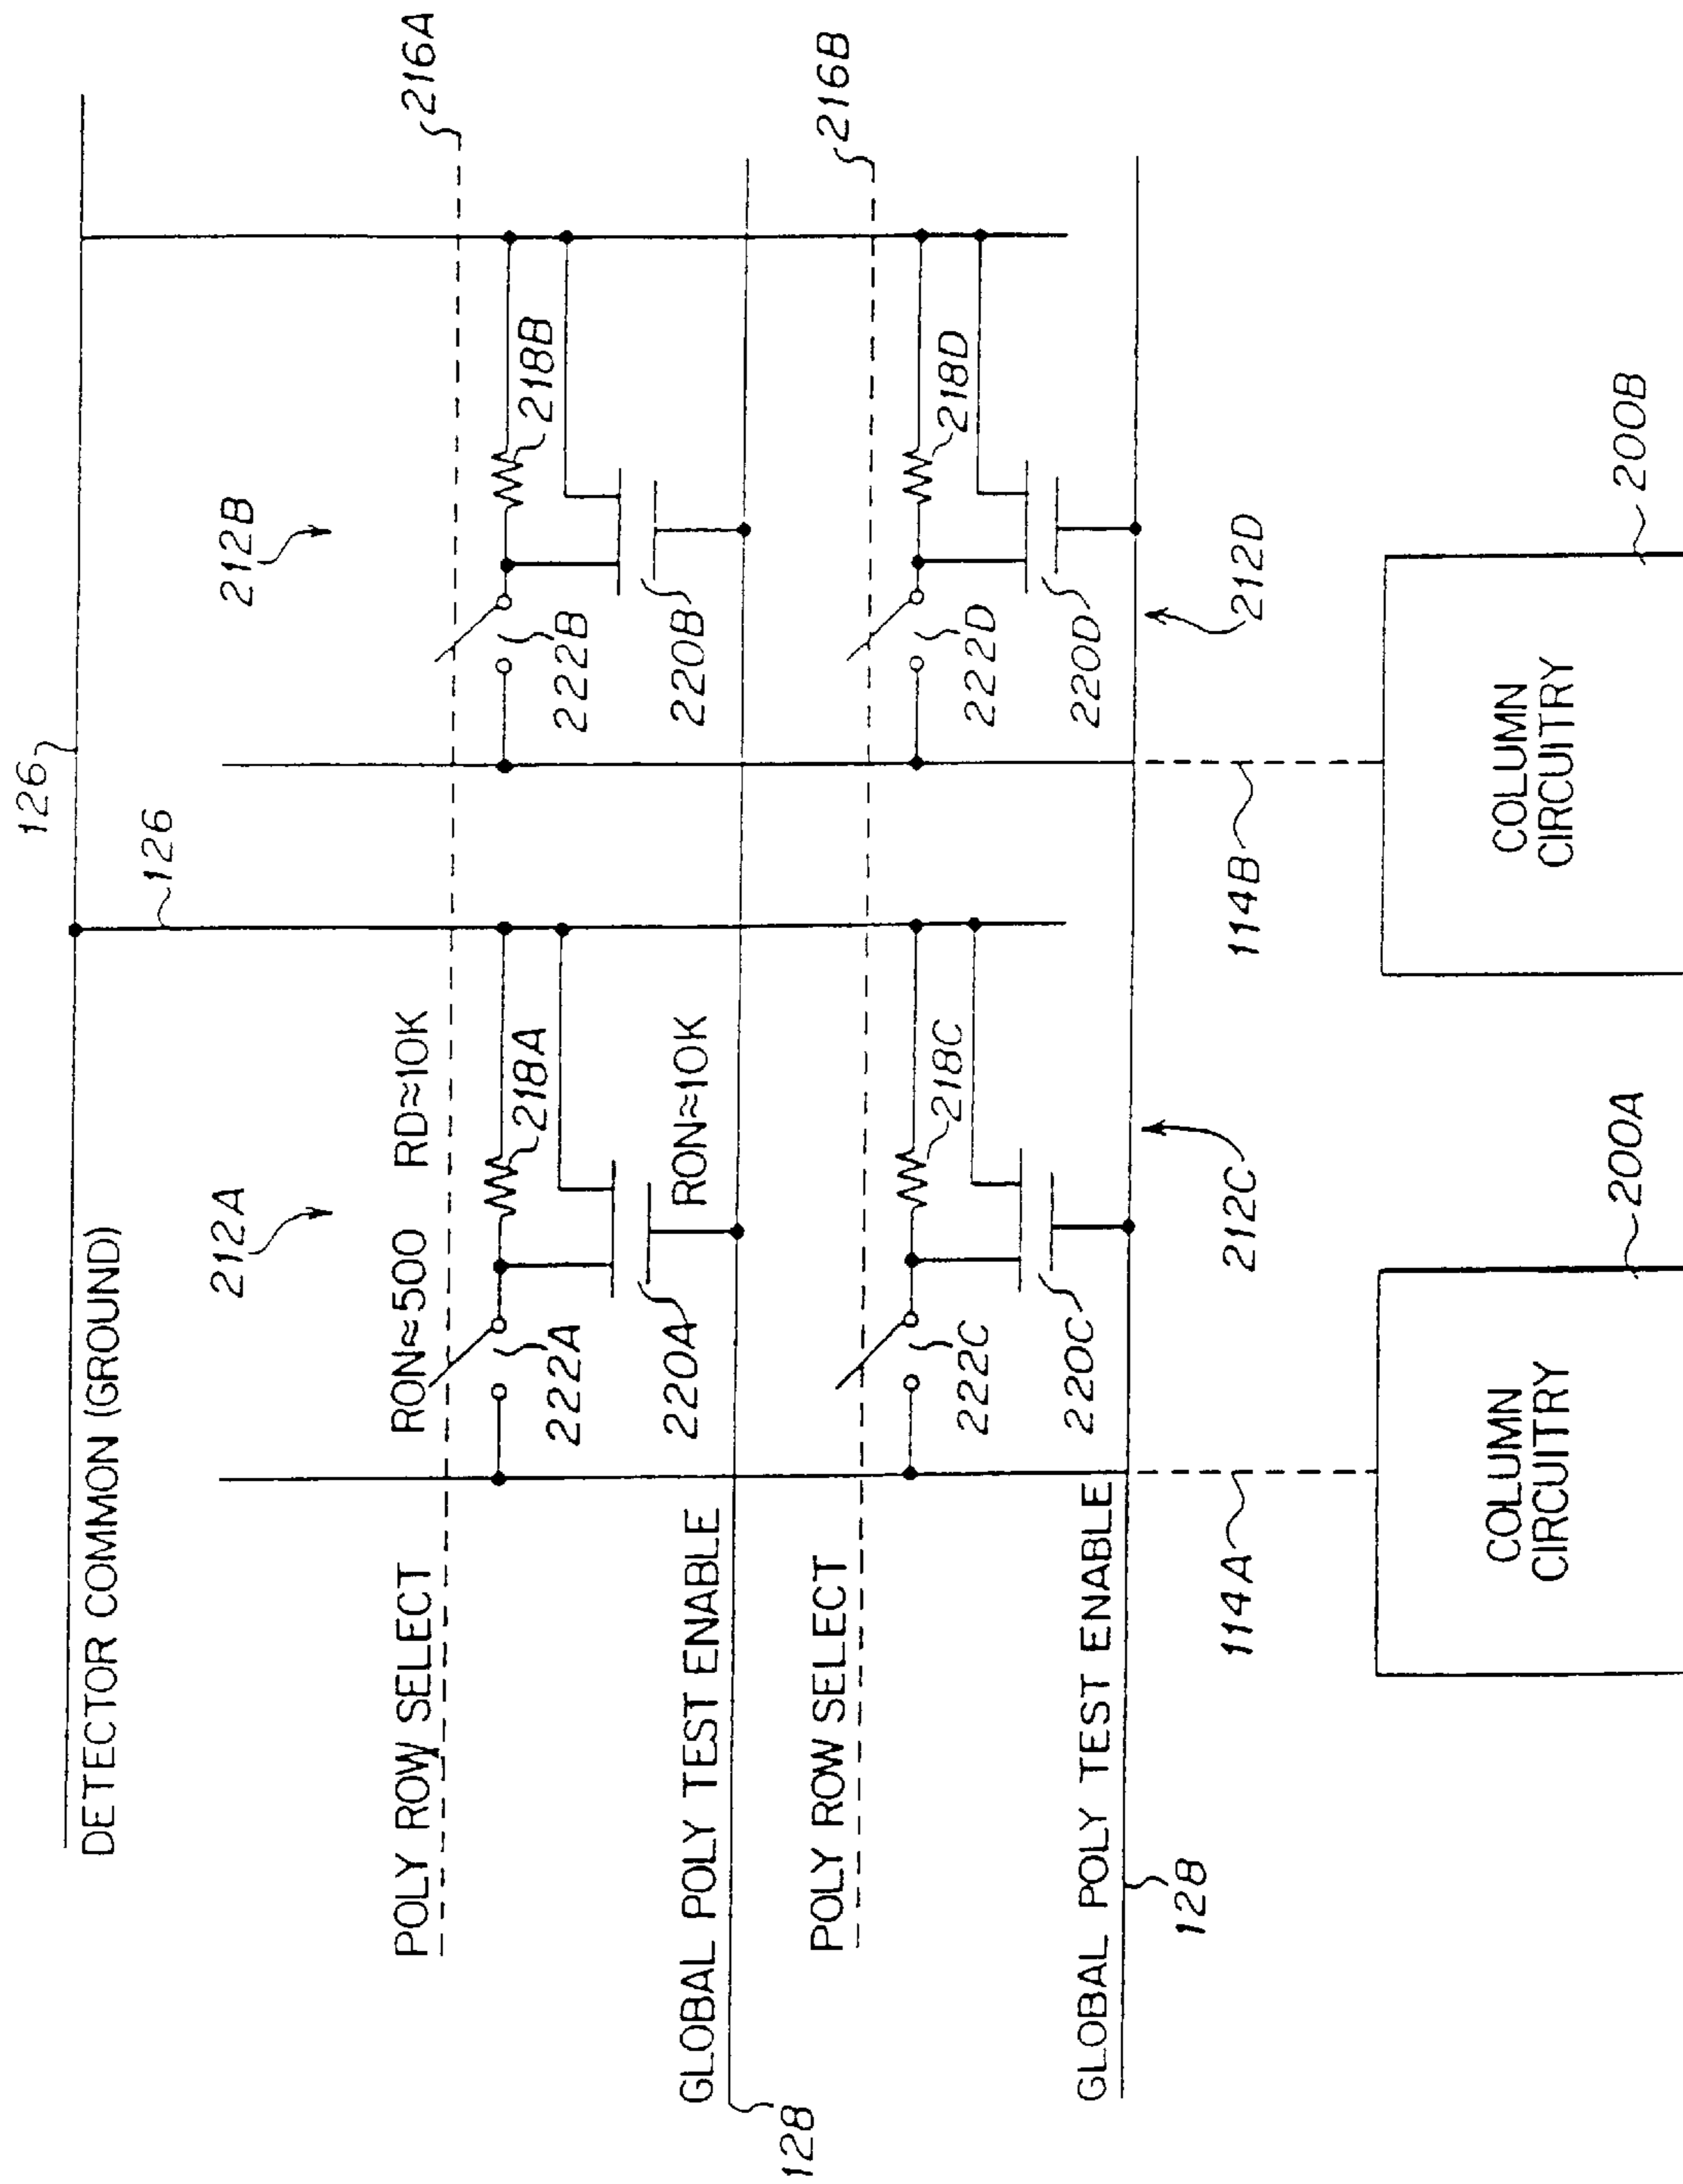 126
DETECTOR COMMON (GROUND)
126
212A
212B
RON≈500 RD≈10K
216A
POLY ROW SELECT
218A
218B
222A
222B
220A
RON≈10K
220B
GLOBAL POLY TEST ENABLE
128
216B
POLY ROW SELECT
218C
218D
222C
222D
220C
220D
GLOBAL POLY TEST ENABLE
128
212C
212D
114A
114B
200A
200B
COLUMN
CIRCUITRY
COLUMN
CIRCUITRY